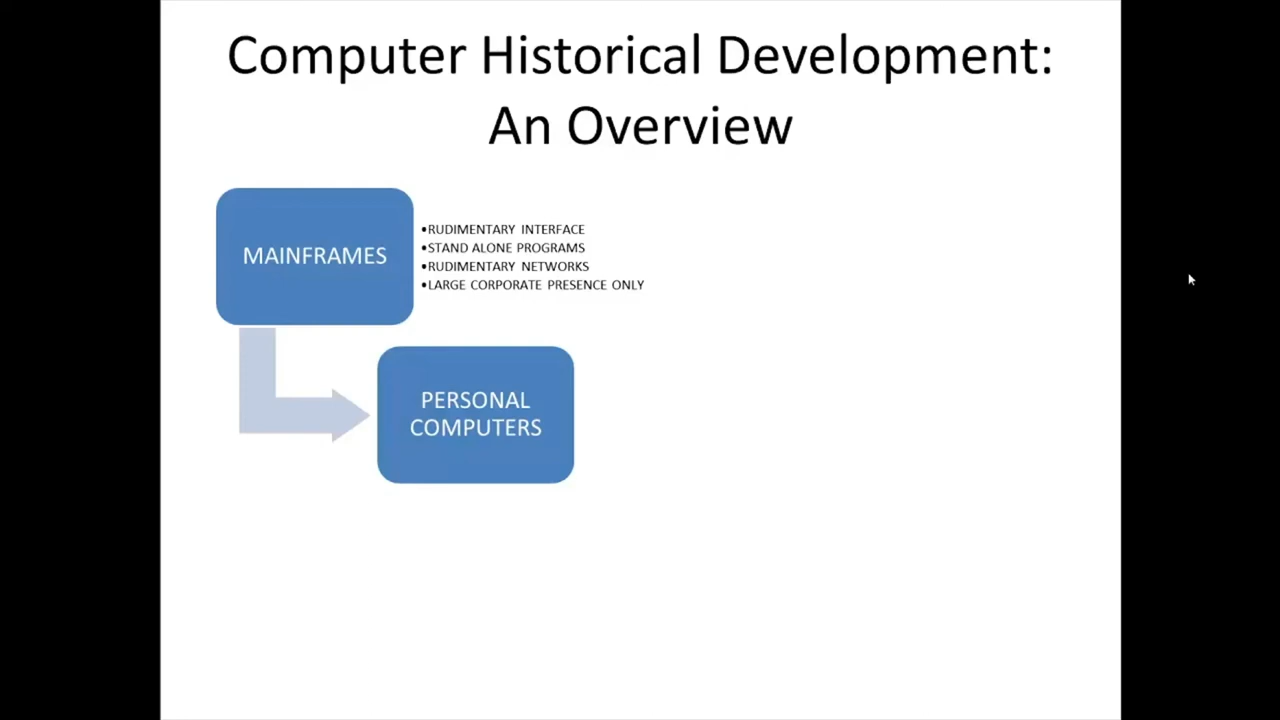 Computer Historical Development:
An Overview
MAINFRAMES
•RUDIMENTARY INTERFACE
•STAND ALONE PROGRAMS
•RUDIMENTARY NETWORKS
•LARGE CORPORATE PRESENCE ONLY
PERSONAL
COMPUTERS